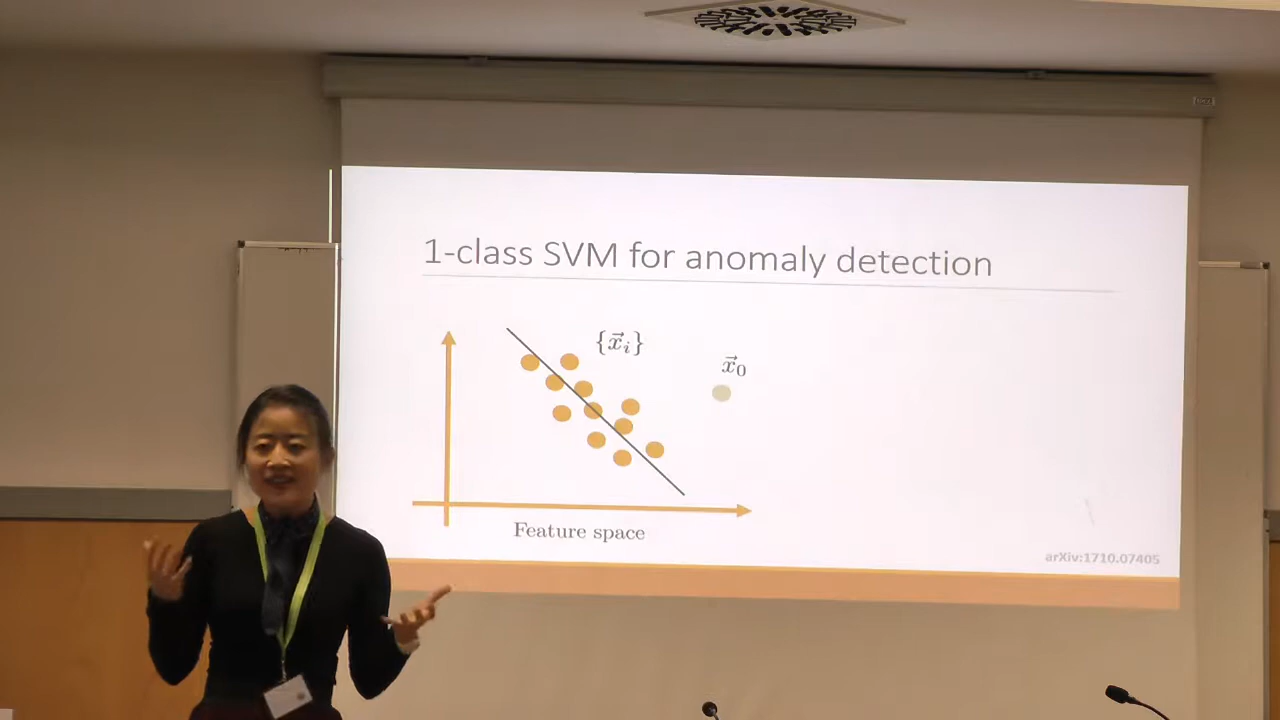 1-class SVM for anomaly detection
{x⃗ᵢ}
x⃗₀
Feature space
arXiv:1710.07405